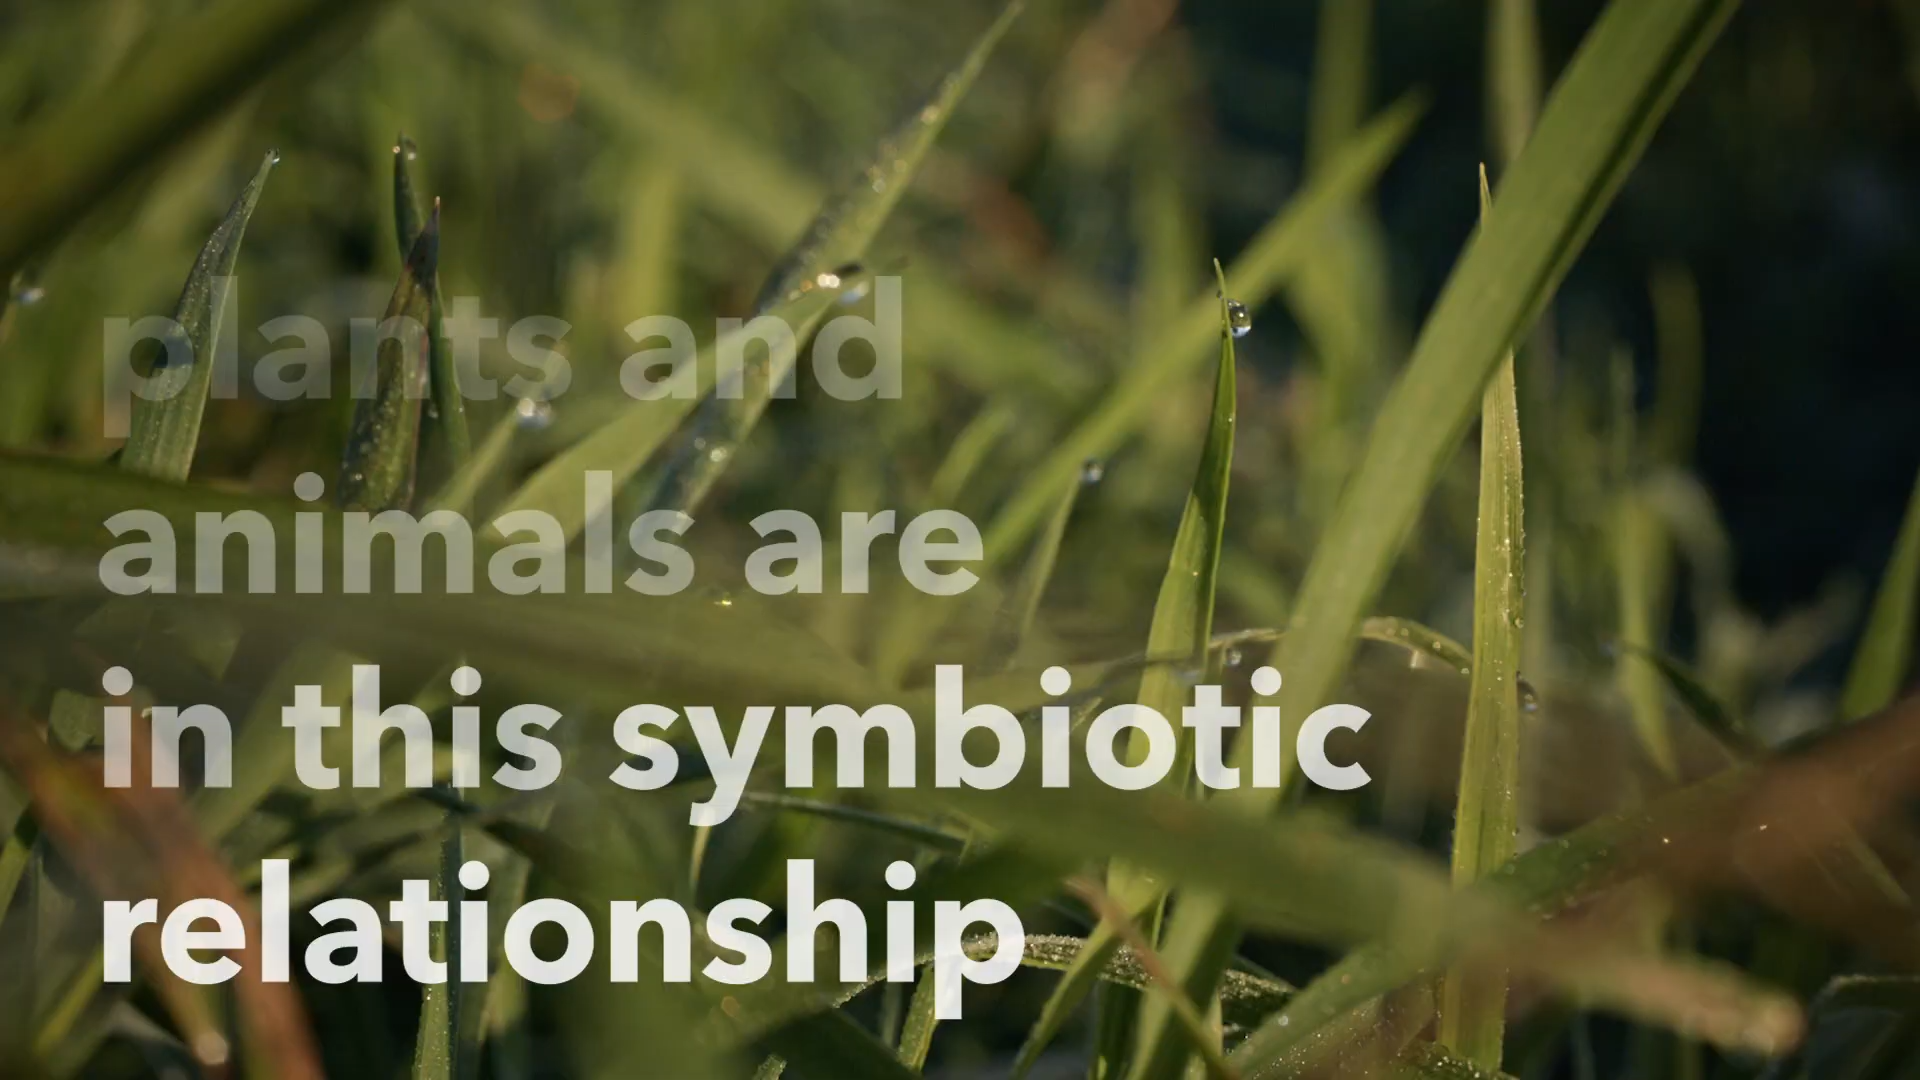 plants and
animals are
in this symbiotic
relationship